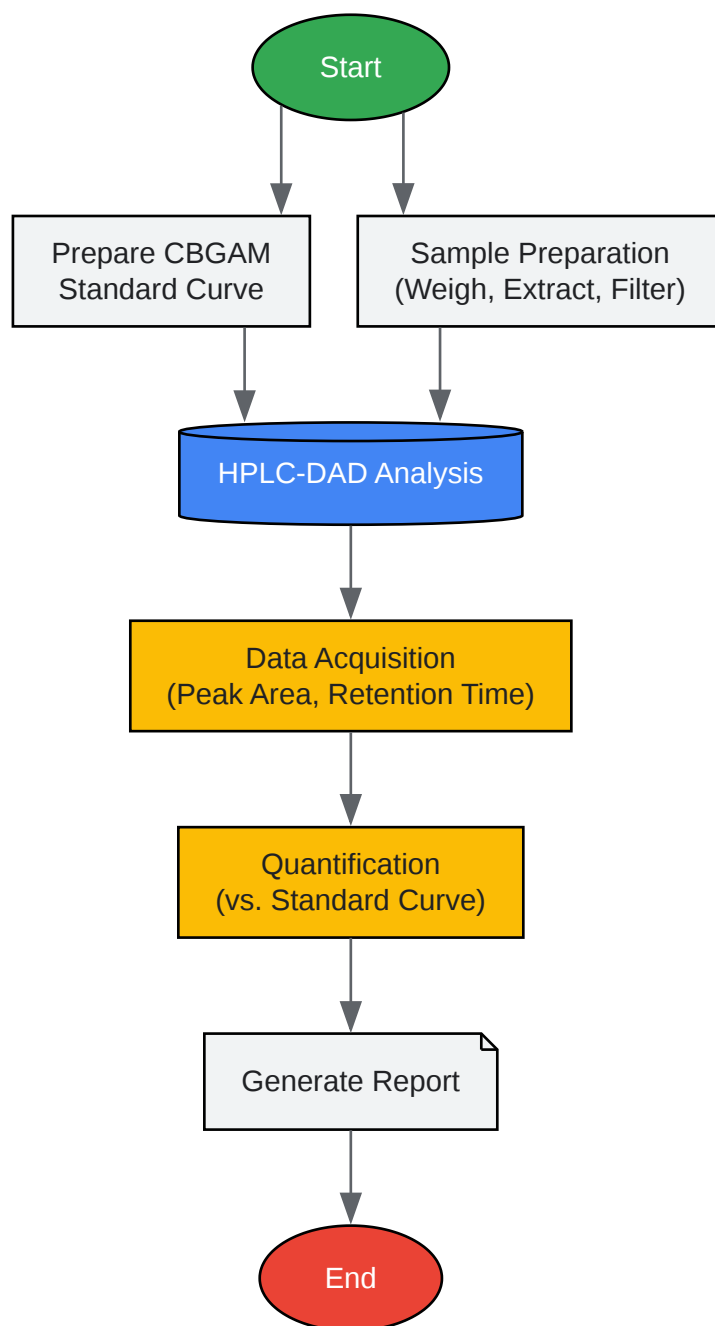 Start
Prepare CBGAM
Standard Curve
Sample Preparation
(Weigh, Extract, Filter)
HPLC-DAD Analysis
Data Acquisition
(Peak Area, Retention Time)
Quantification
(vs. Standard Curve)
Generate Report
End